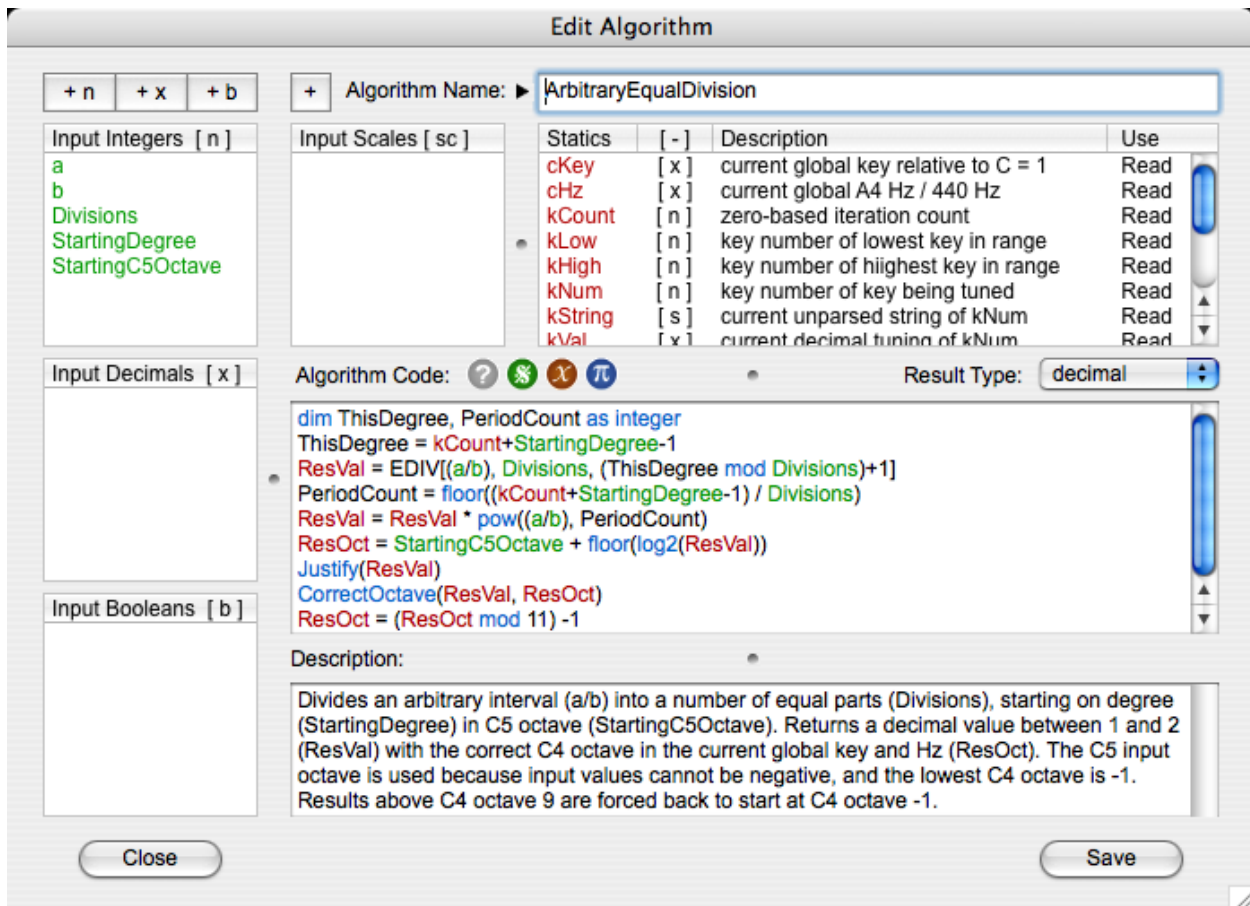 Edit Algorithm
+ n + x + b
+ Algorithm Name: ▶ ArbitraryEqualDivision
Input Integers [ n ]
a
b
Divisions
StartingDegree
StartingC5Octave
Input Scales [ sc ]
Statics [ - ] Description Use
cKey [ x ] current global key relative to C = 1 Read
cHz [ x ] current global A4 Hz / 440 Hz Read
kCount [ n ] zero-based iteration count Read
kLow [ n ] key number of lowest key in range Read
kHigh [ n ] key number of hiighest key in range Read
kNum [ n ] key number of key being tuned Read
kString [ s ] current unparsed string of kNum Read
kVal [ x ] current decimal tuning of kNum Read
Input Decimals [ x ]
Algorithm Code: ? $ x π Result Type: decimal
dim ThisDegree, PeriodCount as integer
ThisDegree = kCount+StartingDegree-1
ResVal = EDIV[(a/b), Divisions, (ThisDegree mod Divisions)+1]
PeriodCount = floor((kCount+StartingDegree-1) / Divisions)
ResVal = ResVal * pow((a/b), PeriodCount)
ResOct = StartingC5Octave + floor(log2(ResVal))
Justify(ResVal)
CorrectOctave(ResVal, ResOct)
ResOct = (ResOct mod 11) -1
Input Booleans [ b ]
Description:
Divides an arbitrary interval (a/b) into a number of equal parts (Divisions), starting on degree
(StartingDegree) in C5 octave (StartingC5Octave). Returns a decimal value between 1 and 2
(ResVal) with the correct C4 octave in the current global key and Hz (ResOct). The C5 input
octave is used because input values cannot be negative, and the lowest C4 octave is -1.
Results above C4 octave 9 are forced back to start at C4 octave -1.
Close Save